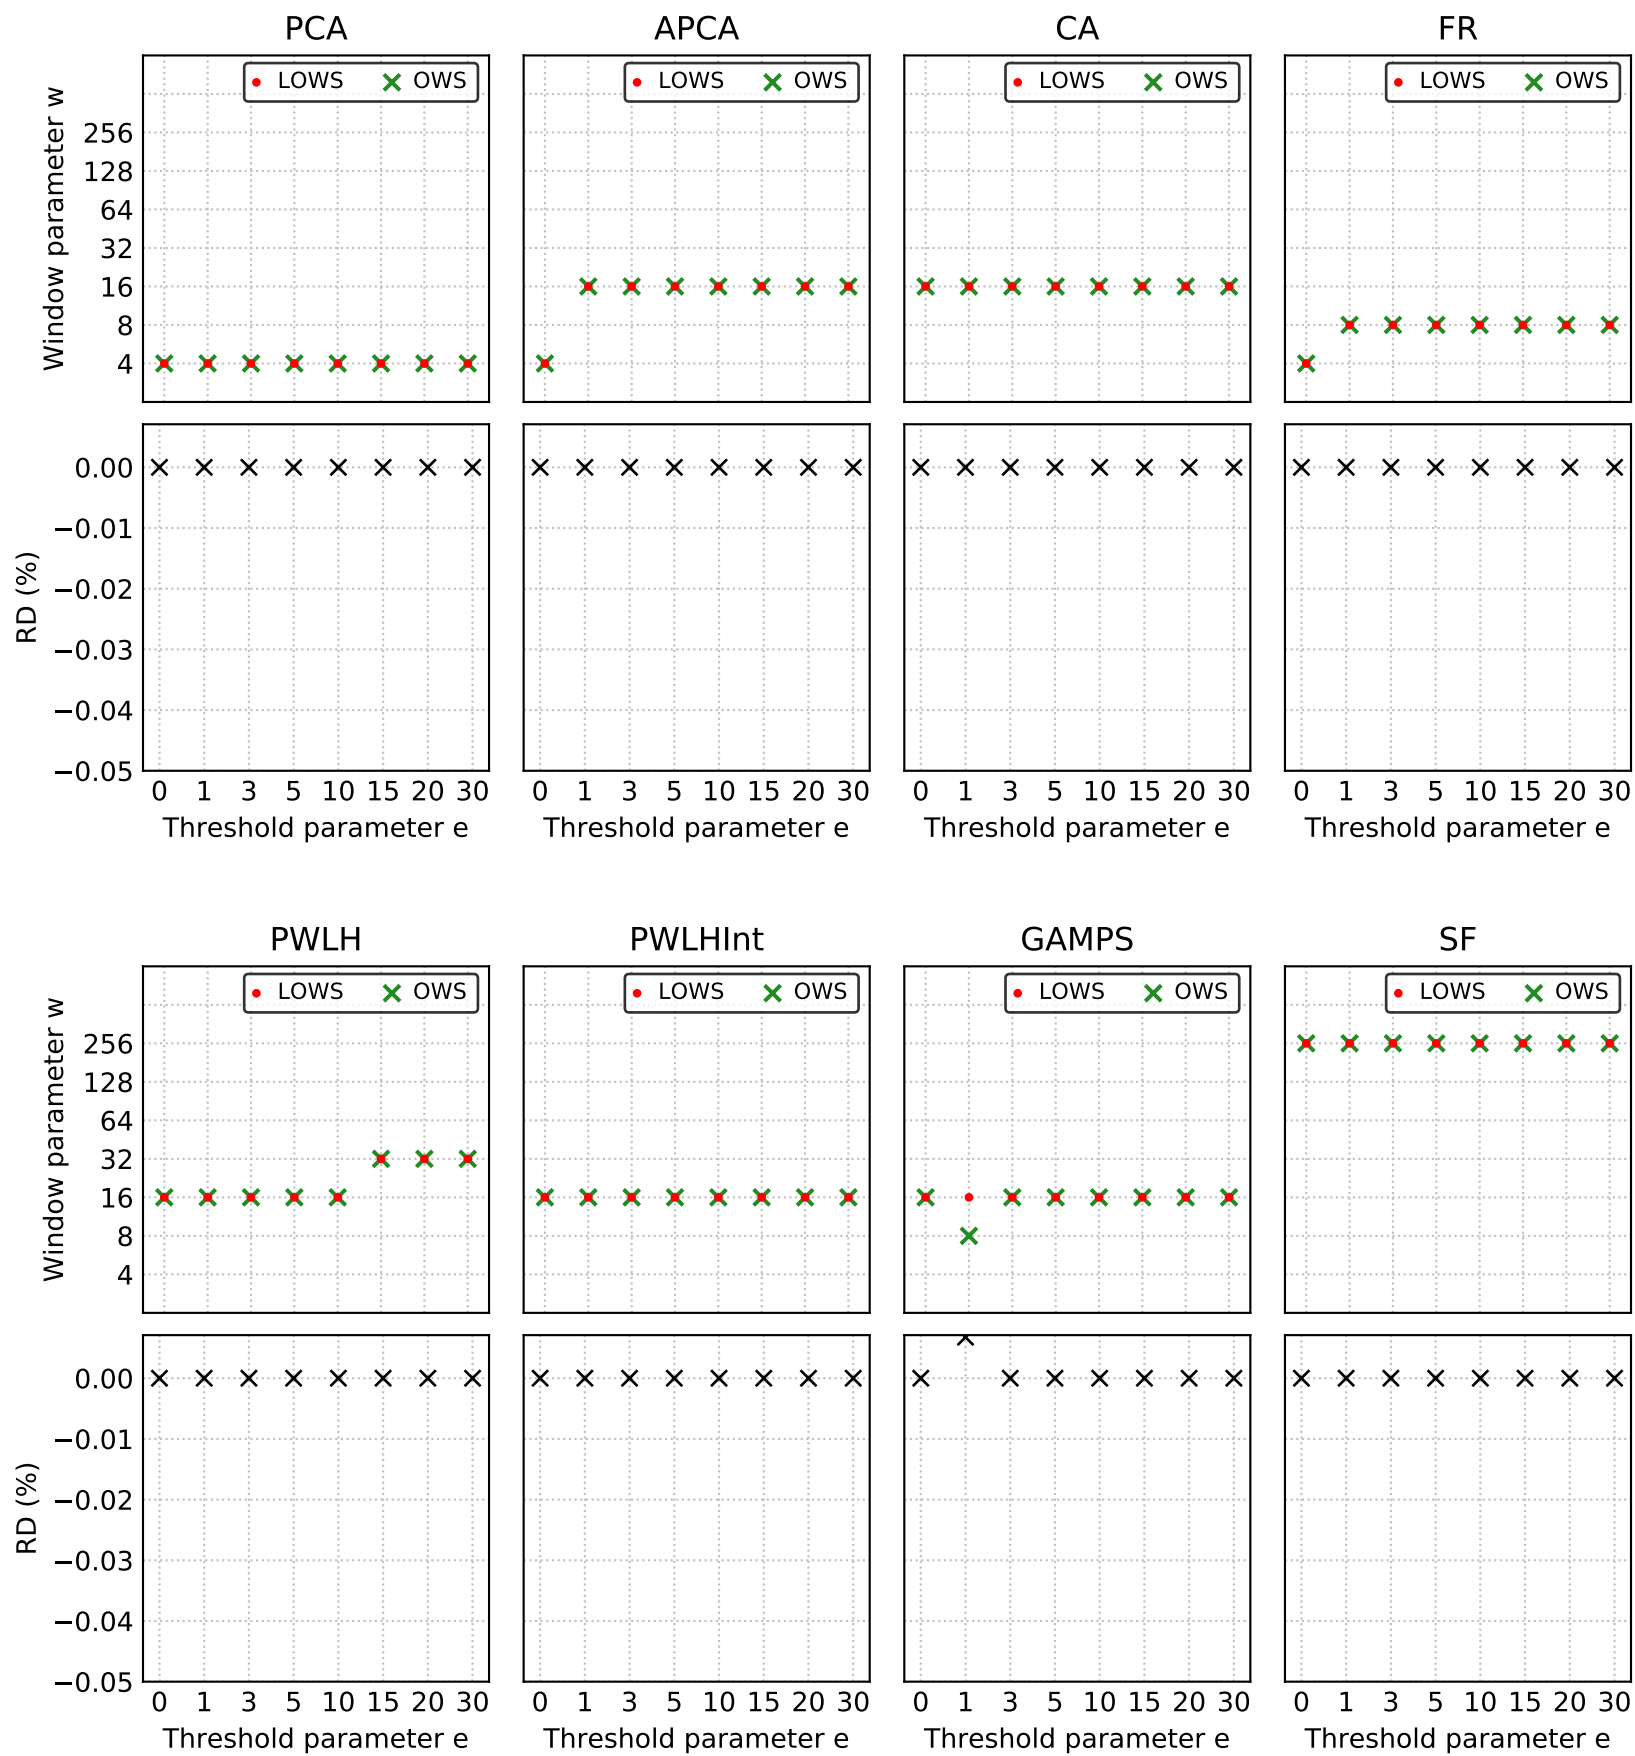 PCA APCA CA FR
LOWS OWS LOWS OWS LOWS OWS LOWS OWS
Window parameter w
256
128
64
32
16
8
4
RD (%)
0.00
−0.01
−0.02
−0.03
−0.04
−0.05
0 1 3 5 10 15 20 30 0 1 3 5 10 15 20 30 0 1 3 5 10 15 20 30 0 1 3 5 10 15 20 30
Threshold parameter e Threshold parameter e Threshold parameter e Threshold parameter e
PWLH PWLHInt GAMPS SF
LOWS OWS LOWS OWS LOWS OWS LOWS OWS
Window parameter w
256
128
64
32
16
8
4
RD (%)
0.00
−0.01
−0.02
−0.03
−0.04
−0.05
0 1 3 5 10 15 20 30 0 1 3 5 10 15 20 30 0 1 3 5 10 15 20 30 0 1 3 5 10 15 20 30
Threshold parameter e Threshold parameter e Threshold parameter e Threshold parameter e